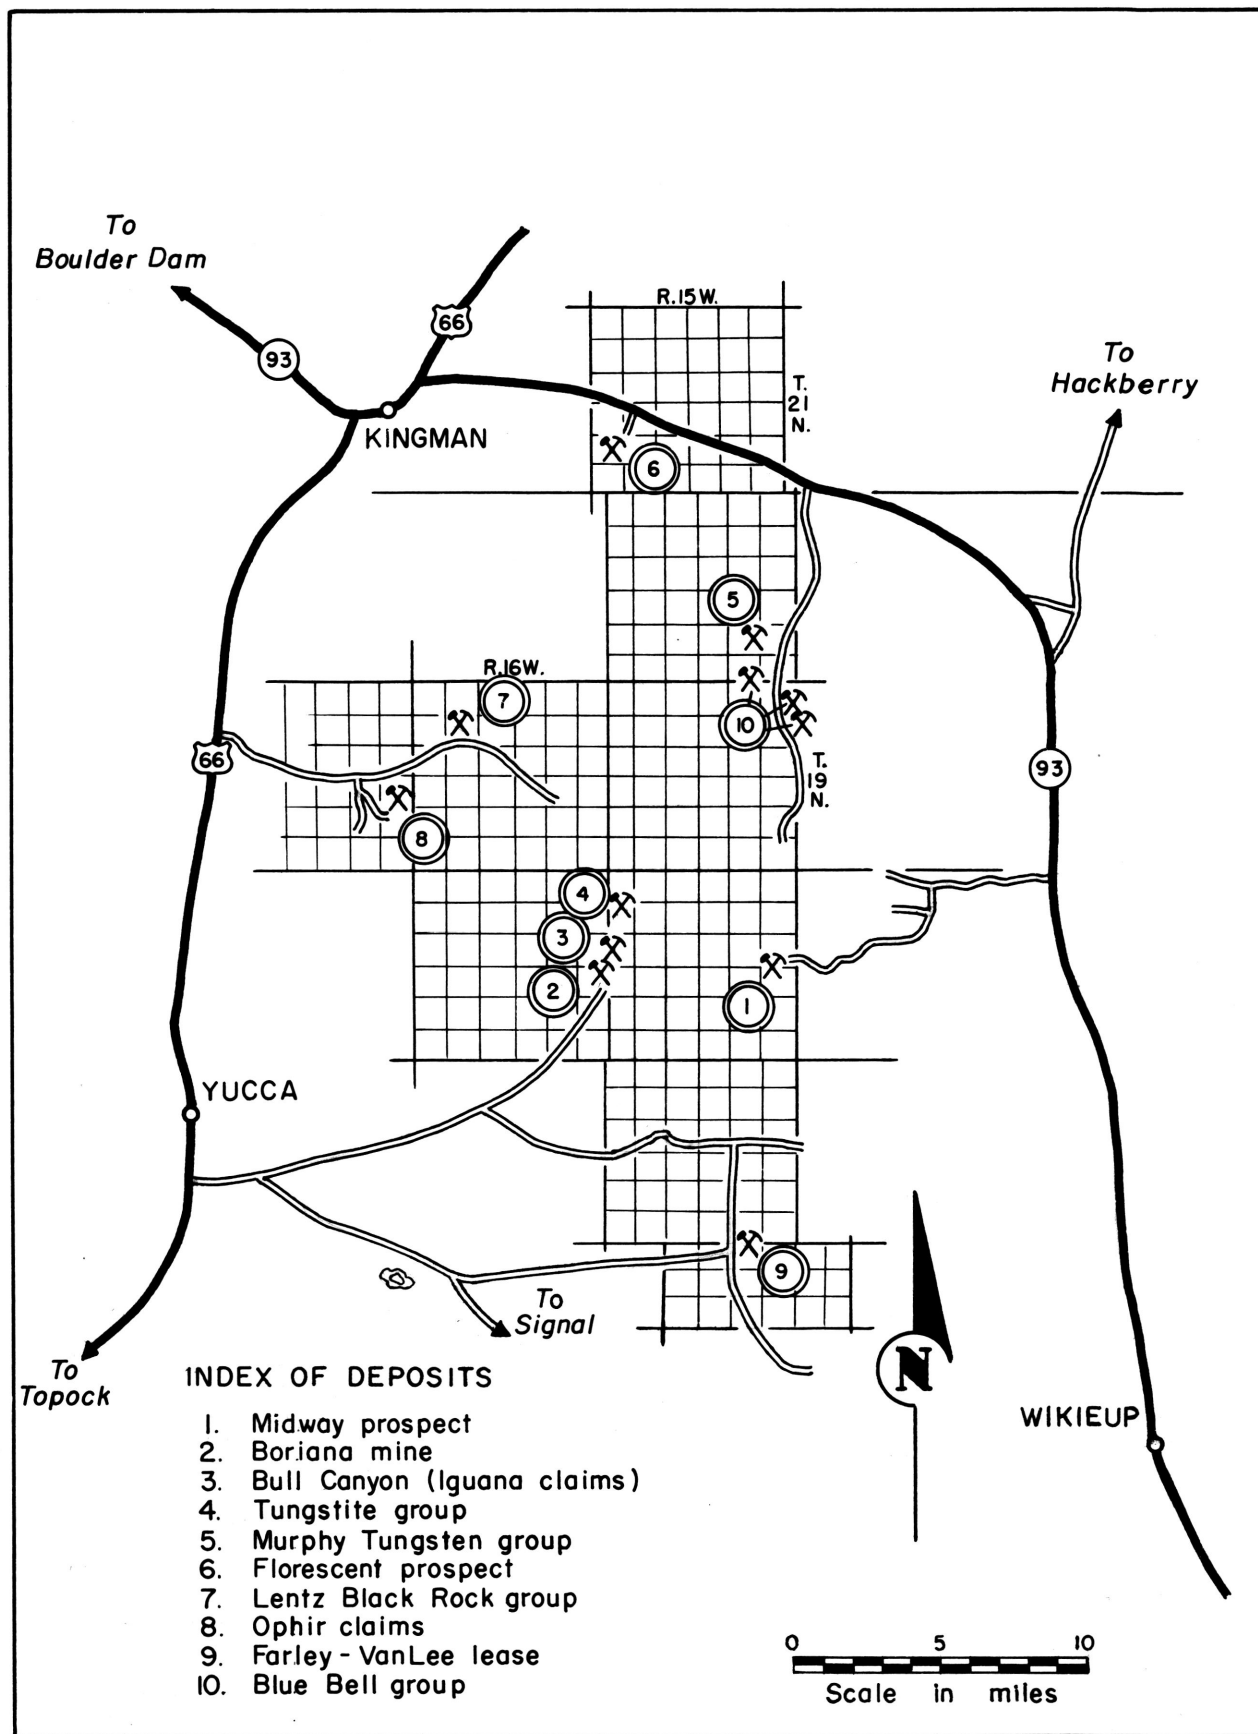 To
Boulder Dam
66
R.15W.
93
To
Hackberry
T.
21
N.
KINGMAN
6
5
R.16W.
7
10
66
T.
19
N.
93
8
4
3
2
1
YUCCA
9
To
Signal
To
Topock
N
WIKIEUP
INDEX OF DEPOSITS
1. Midway prospect
2. Boriana mine
3. Bull Canyon (Iguana claims)
4. Tungstite group
5. Murphy Tungsten group
6. Florescent prospect
7. Lentz Black Rock group
8. Ophir claims
9. Farley-VanLee lease
10. Blue Bell group
0 5 10
Scale in miles